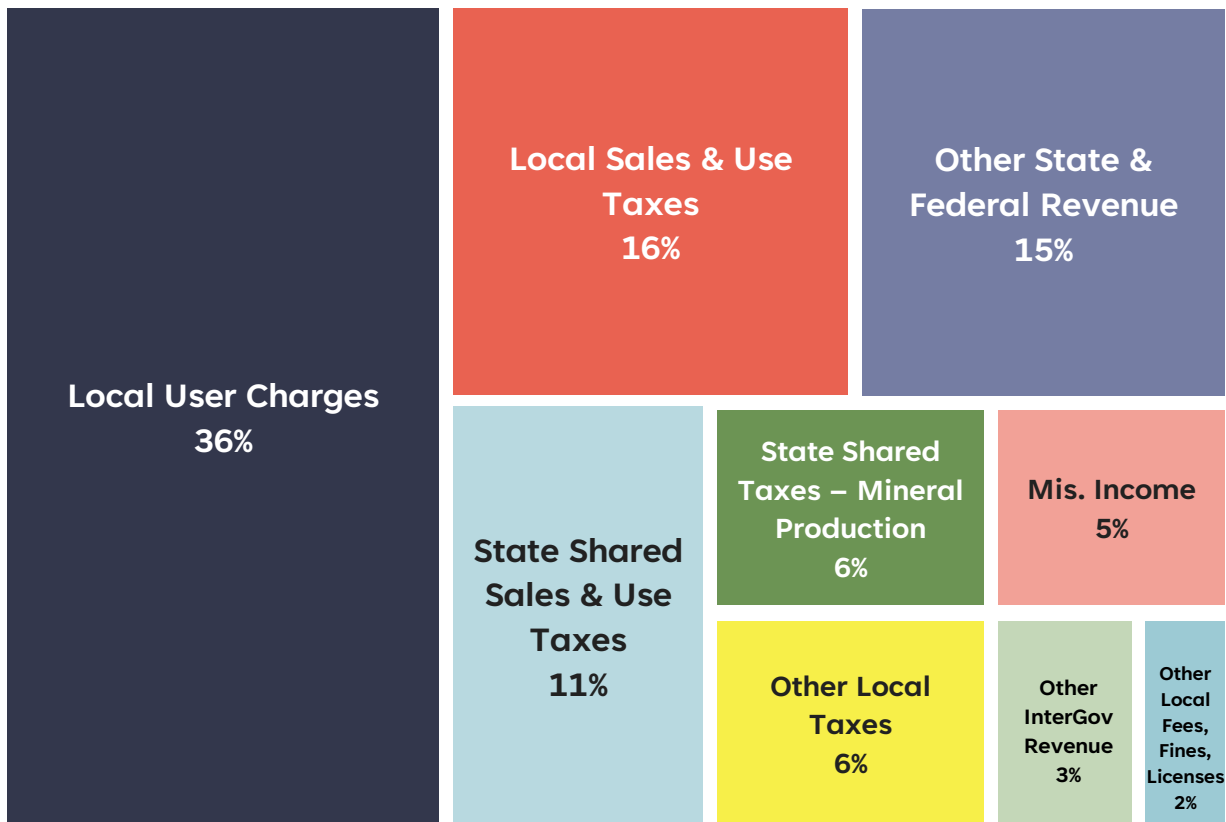 Local User Charges
36%
Local Sales & Use
Taxes
16%
Other State &
Federal Revenue
15%
State Shared
Sales & Use
Taxes
11%
State Shared
Taxes – Mineral
Production
6%
Mis. Income
5%
Other Local
Taxes
6%
Other
InterGov
Revenue
3%
Other
Local
Fees,
Fines,
Licenses
2%